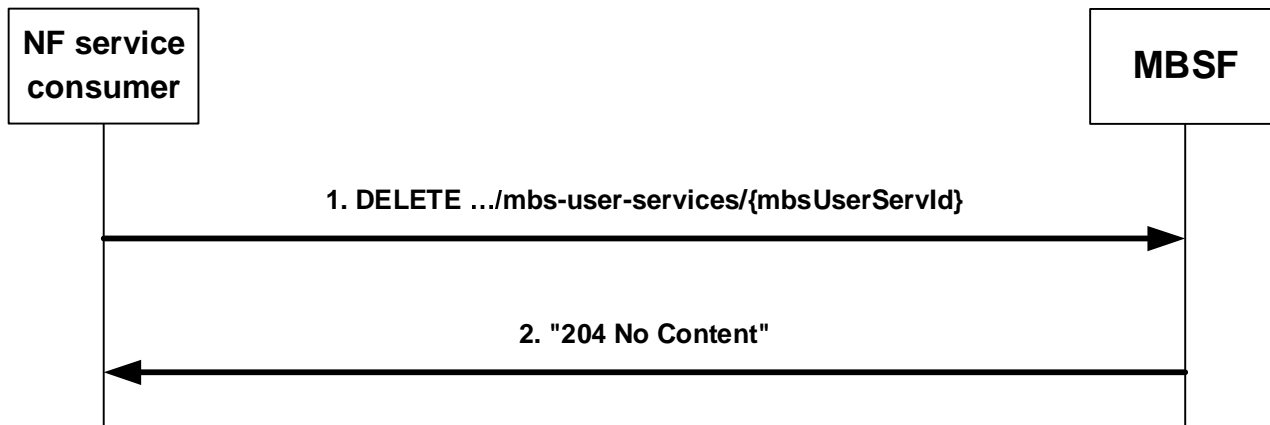 NF service
consumer
MBSF
1. DELETE …/mbs-user-services/{mbsUserServId}
2. "204 No Content"